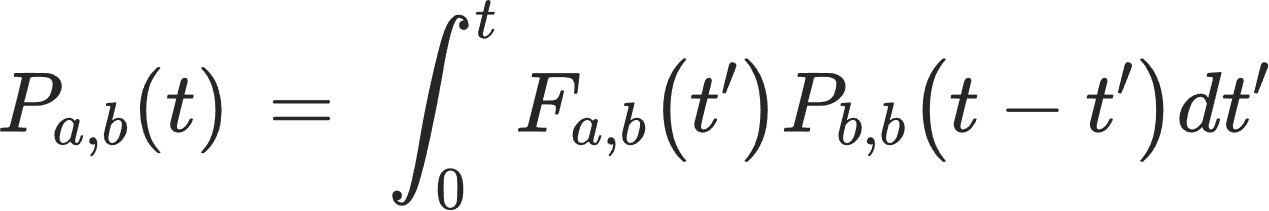 P_{a,b}(t) = \int_0^t F_{a,b}(t') P_{b,b}(t - t') dt'